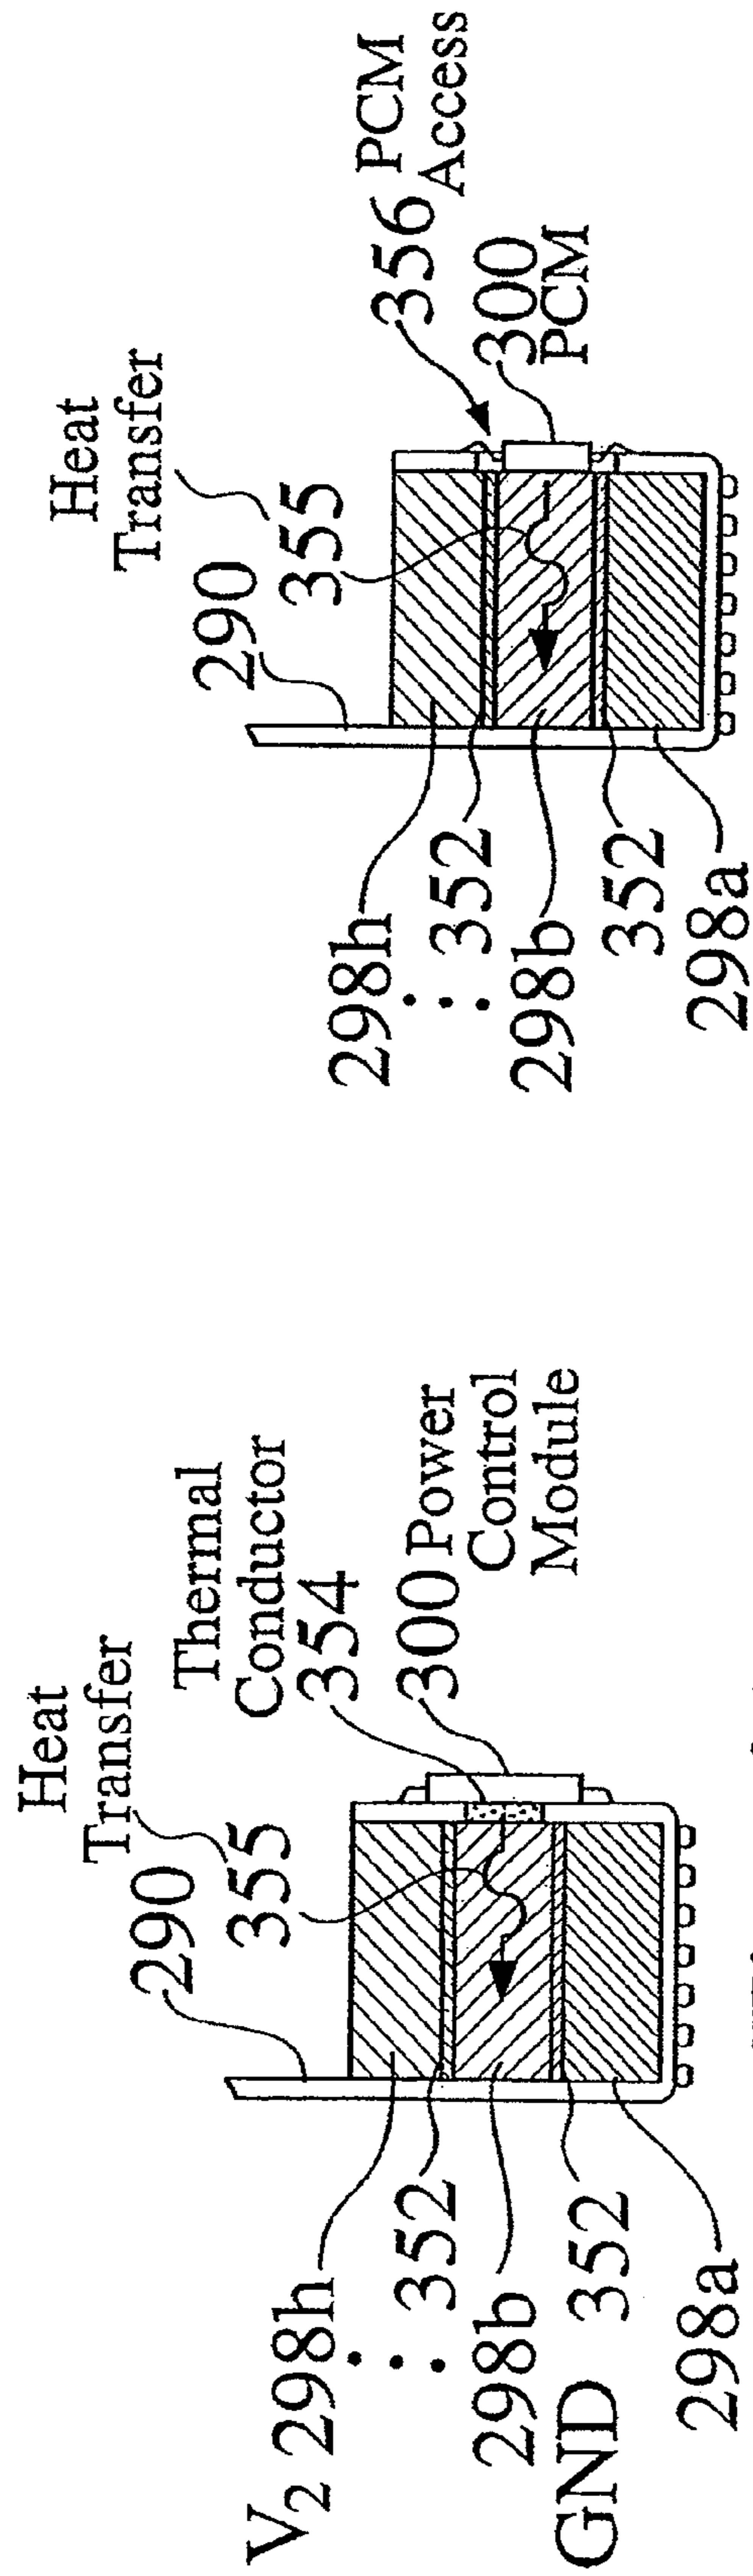 Heat
Transfer
290
355
Thermal
Conductor
354
300 Power
Control
Module
V2 298h
352
298b
GND 352
298a
Heat
Transfer
290
355
356 PCM
Access
300
PCM
298h
352
298b
352
298a